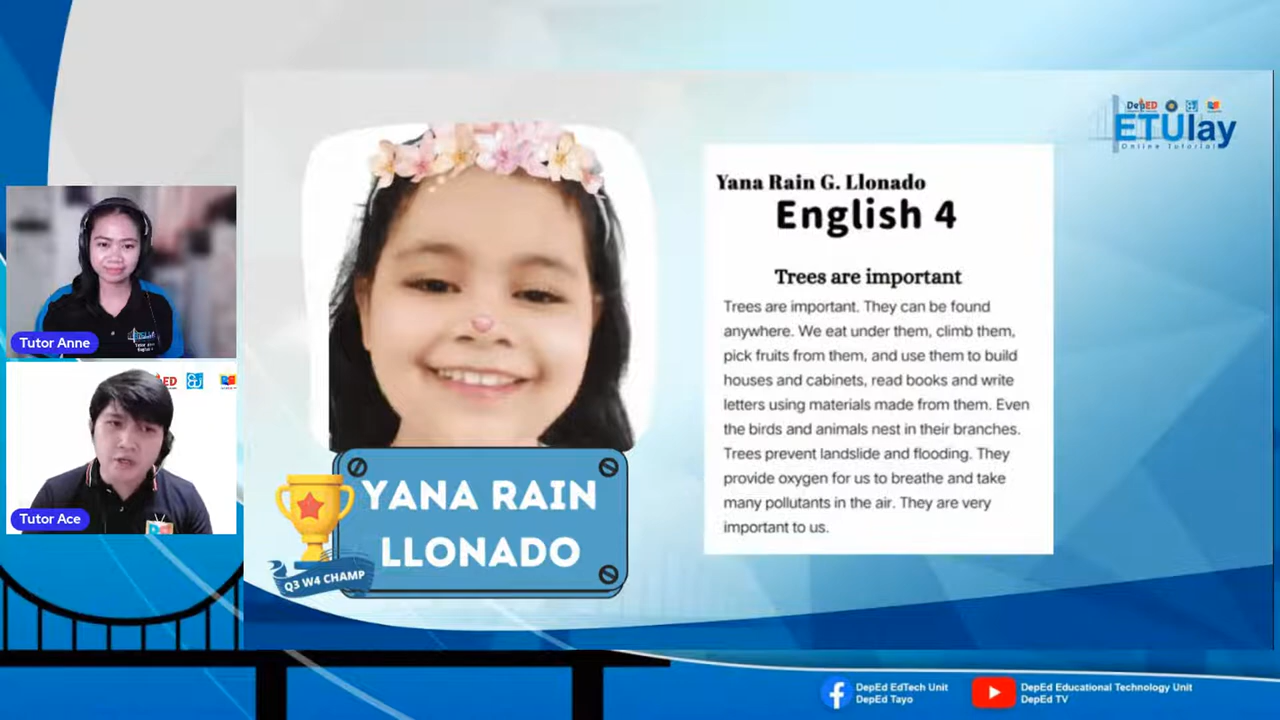 DepED
ETUlay
Online Tutorial
Yana Rain G. Llonado
English 4
Trees are important
Trees are important. They can be found
anywhere. We eat under them, climb them,
pick fruits from them, and use them to build
houses and cabinets, read books and write
letters using materials made from them. Even
the birds and animals nest in their branches.
Trees prevent landslide and flooding. They
provide oxygen for us to breathe and take
many pollutants in the air. They are very
important to us.
Tutor Anne
Tutor Ace
YANA RAIN
LLONADO
Q3 W4 CHAMP
DepEd EdTech Unit
DepEd Tayo
DepEd Educational Technology Unit
DepEd TV